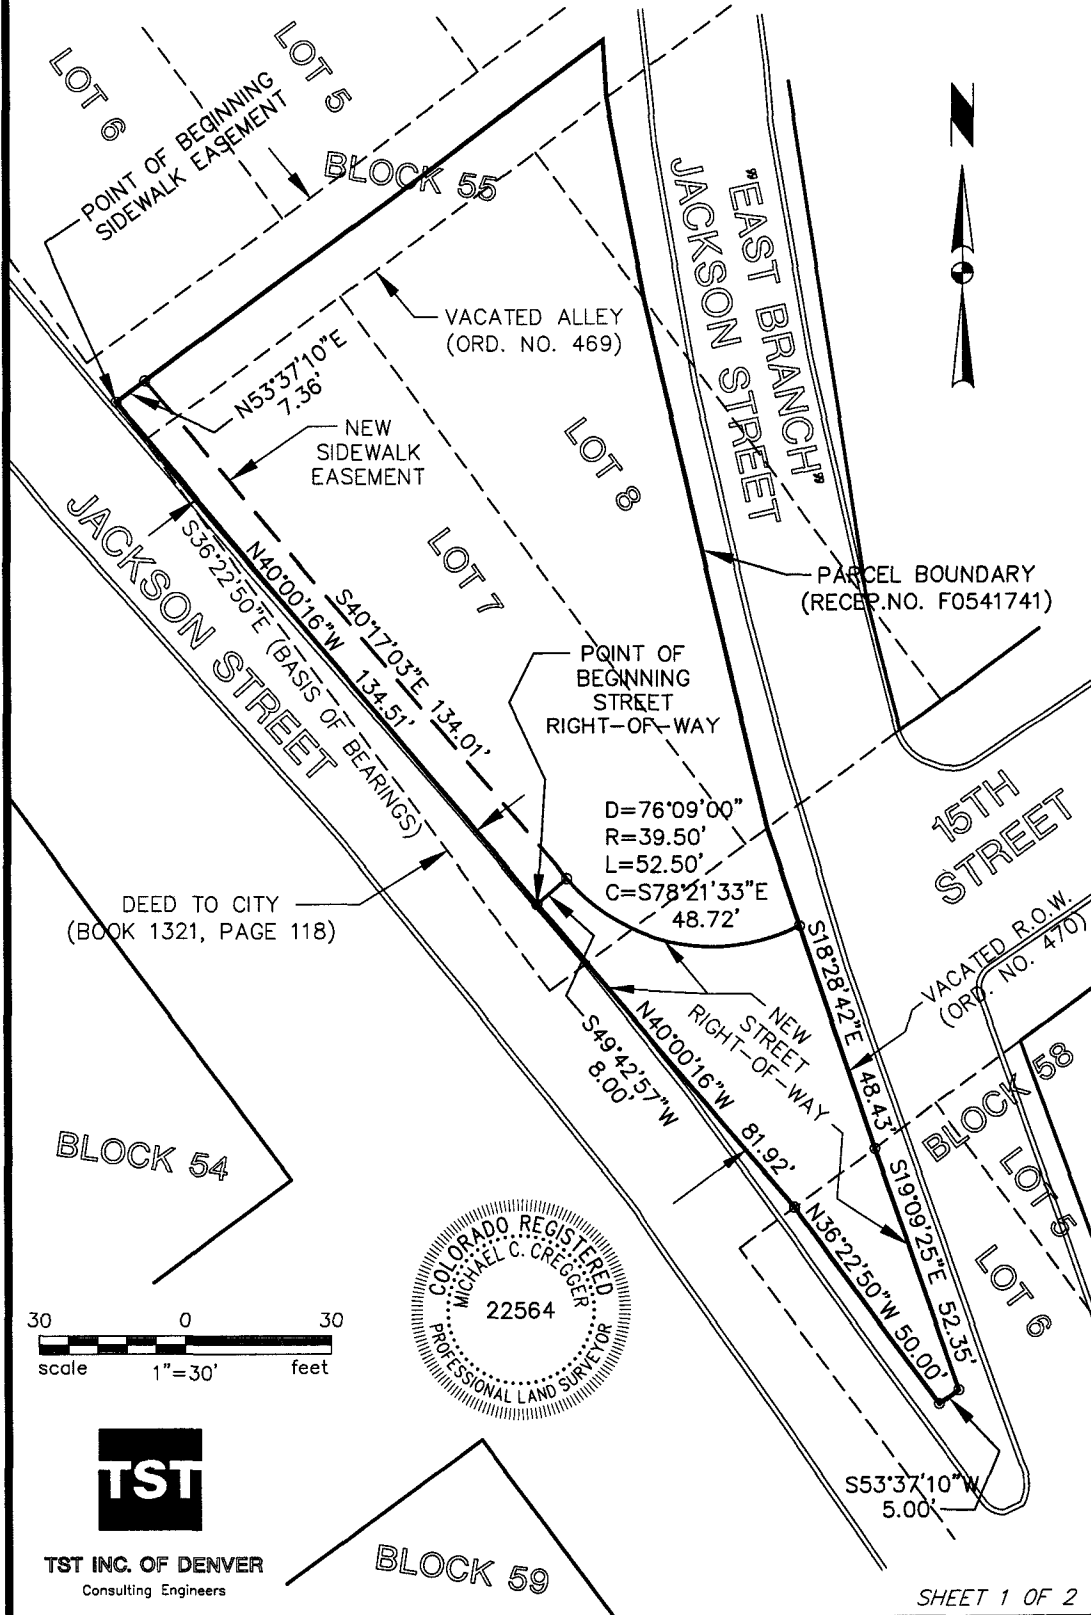 LOT 6
LOT 5
POINT OF BEGINNING
SIDEWALK EASEMENT
BLOCK 55
N
"EAST BRANCH"
JACKSON STREET
VACATED ALLEY
(ORD. NO. 469)
N53°37'10"E
7.36'
NEW
SIDEWALK
EASEMENT
LOT 8
LOT 7
JACKSON STREET
S36°22'50"E (BASIS OF BEARINGS)
N40°00'16"W 134.51'
S40°17'03"E 134.01'
PARCEL BOUNDARY
(RECEP.NO. F0541741)
POINT OF
BEGINNING
STREET
RIGHT-OF-WAY
D=76°09'00"
R=39.50'
L=52.50'
C=S78°21'33"E
48.72'
15TH
STREET
DEED TO CITY
(BOOK 1321, PAGE 118)
VACATED R.O.W.
(ORD. NO. 470)
S18°28'42"E 48.43'
NEW
STREET
RIGHT-OF-WAY
S49°42'57"W
8.00'
N40°00'16"W 81.92'
BLOCK 58
LOT 5
LOT 6
BLOCK 54
S19°09'25"E 52.35'
N36°22'50"W 50.00'
COLORADO REGISTERED
MICHAEL C. CREGGER
22564
PROFESSIONAL LAND SURVEYOR
30 0 30
scale 1"=30' feet
S53°37'10"W
5.00'
TST
TST INC. OF DENVER
Consulting Engineers
BLOCK 59
SHEET 1 OF 2